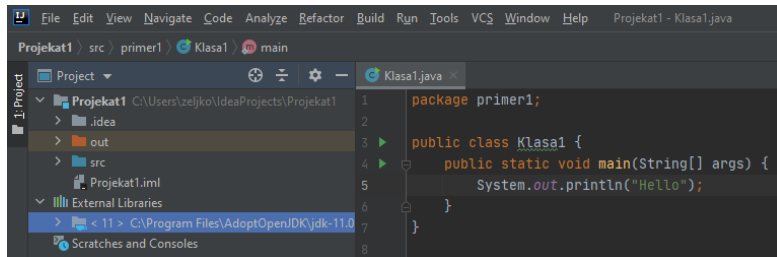 IJ File Edit View Navigate Code Analyze Refactor Build Run Tools VCS Window Help Projekat1 - Klasa1.java
Projekat1 src primer1 Klasa1 main
1: Project
Project
Projekat1 C:\Users\zeljko\IdeaProjects\Projekat1
.idea
out
src
Projekat1.iml
External Libraries
< 11 > C:\Program Files\AdoptOpenJDK\jdk-11.0
Scratches and Consoles
Klasa1.java
1 package primer1;
2
3 public class Klasa1 {
4 public static void main(String[] args) {
5 System.out.println("Hello");
6 }
7 }
8